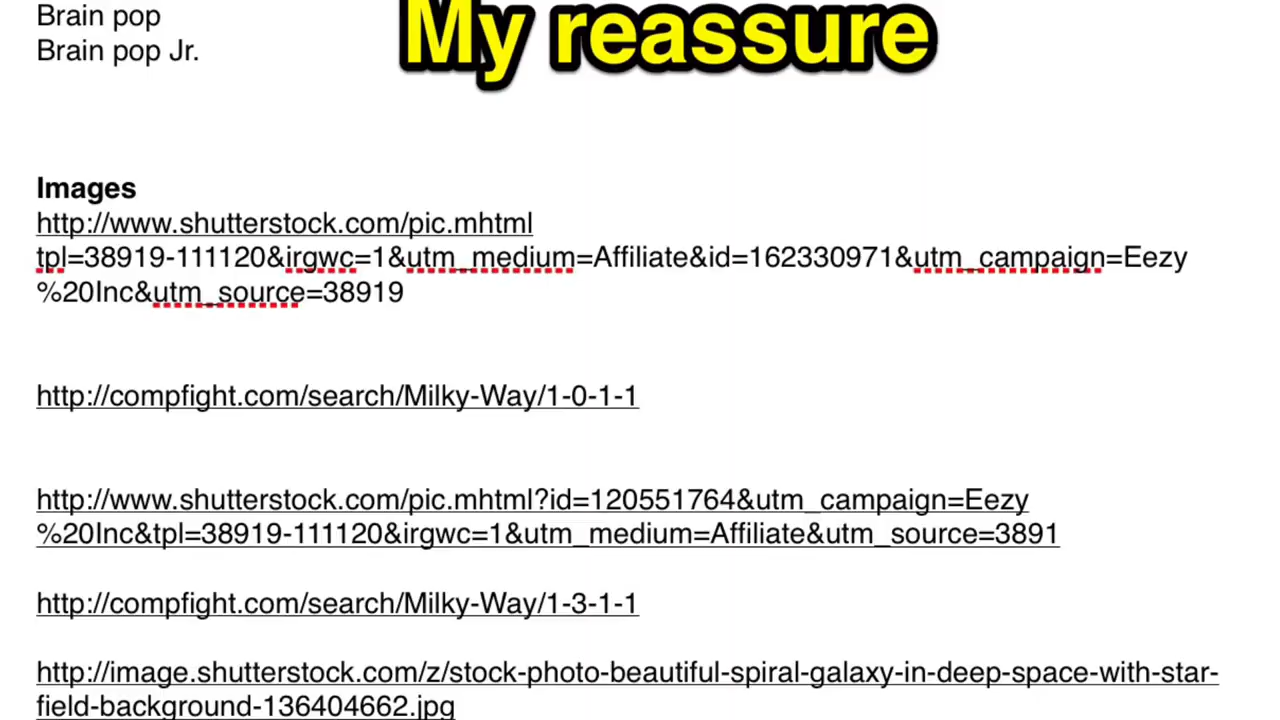 Brain pop
My reassure
Brain pop Jr.
Images
http://www.shutterstock.com/pic.mhtml
tpl=38919-111120&irgwc=1&utm_medium=Affiliate&id=162330971&utm_campaign=Eezy
%20Inc&utm_source=38919
http://compfight.com/search/Milky-Way/1-0-1-1
http://www.shutterstock.com/pic.mhtml?id=120551764&utm_campaign=Eezy
%20Inc&tpl=38919-111120&irgwc=1&utm_medium=Affiliate&utm_source=3891
http://compfight.com/search/Milky-Way/1-3-1-1
http://image.shutterstock.com/z/stock-photo-beautiful-spiral-galaxy-in-deep-space-with-star-
field-background-136404662.jpg